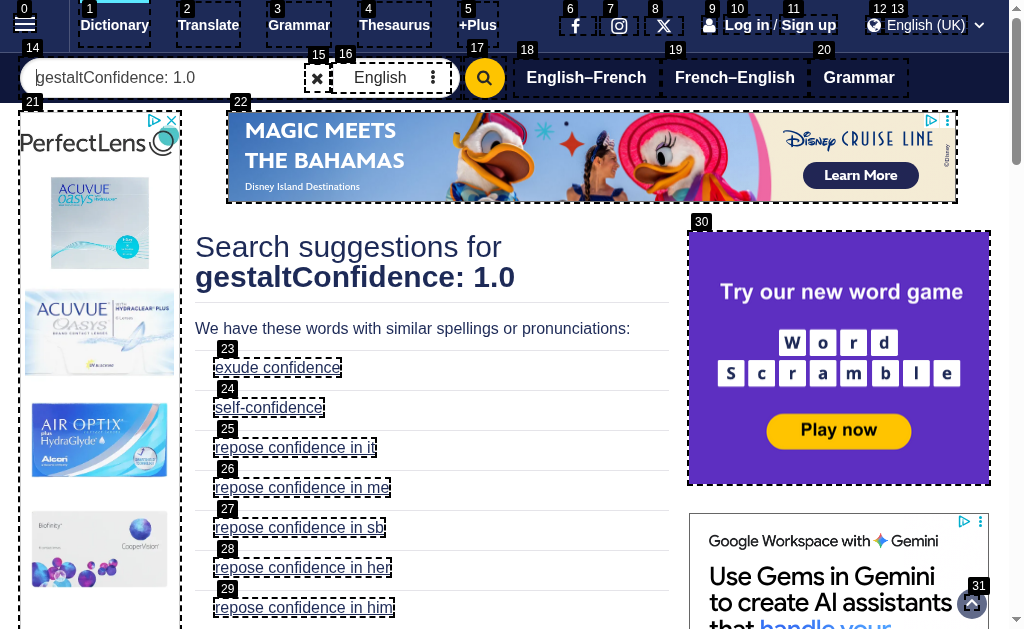 0
1
2
3
4
5
6
7
8
9
10
11
12
13
Dictionary
Translate
Grammar
Thesaurus
+Plus
Log in / Sign up
English (UK)
14
15
16
17
18
19
20
gestaltConfidence: 1.0
English
English–French
French–English
Grammar
21
22
PerfectLens
ACUVUE
oasys
ACUVUE
OASYS
WITH
HYDRACLEAR PLUS
AIR OPTIX
plus
HydraGlyde
Alcon
Biofinity
CooperVision
MAGIC MEETS
THE BAHAMAS
Disney Island Destinations
Disney CRUISE LINE
Learn More
©Disney
Search suggestions for
gestaltConfidence: 1.0
We have these words with similar spellings or pronunciations:
23
exude confidence
24
self-confidence
25
repose confidence in it
26
repose confidence in me
27
repose confidence in sb
28
repose confidence in her
29
repose confidence in him
30
Try our new word game
Word
Scramble
Play now
Google Workspace with Gemini
Use Gems in Gemini
to create AI assistants
that handle your
31